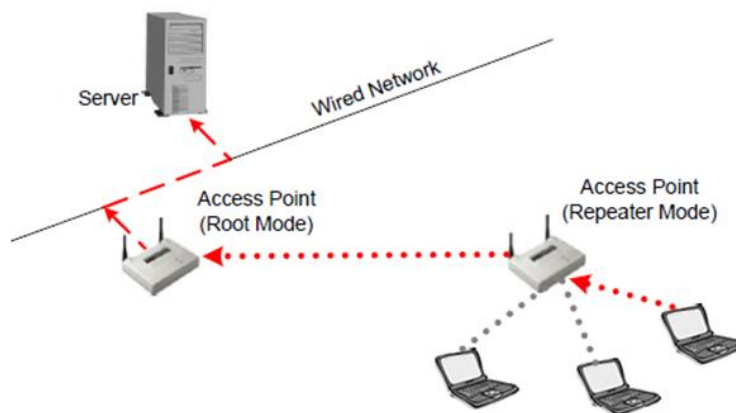 Server
Wired Network
Access Point
(Root Mode)
Access Point
(Repeater Mode)